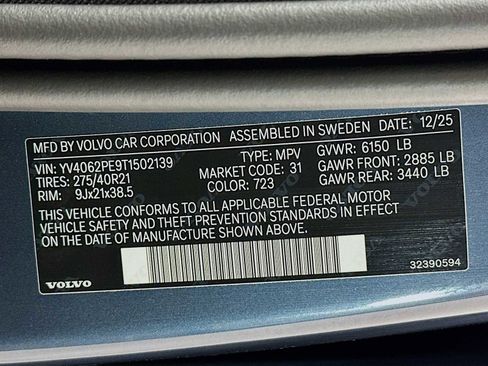 MFD BY VOLVO CAR CORPORATION ASSEMBLED IN SWEDEN 12/25
VIN: YV4062PE9T1502139 TYPE: MPV GVWR: 6150 LB
TIRES: 275/40R21 MARKET CODE: 31 GAWR FRONT: 2885 LB
RIM: 9Jx21x38.5 COLOR: 723 GAWR REAR: 3440 LB
THIS VEHICLE CONFORMS TO ALL APPLICABLE FEDERAL MOTOR
VEHICLE SAFETY AND THEFT PREVENTION STANDARDS IN EFFECT
ON THE DATE OF MANUFACTURE SHOWN ABOVE.
VOLVO 32390594